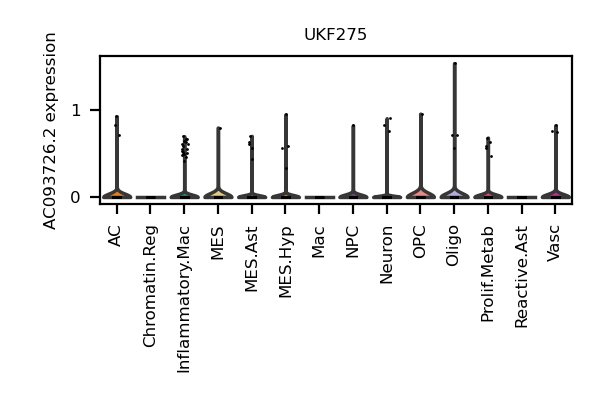 UKF275
AC093726.2 expression
1
0
AC
Chromatin.Reg
Inflammatory.Mac
MES
MES.Ast
MES.Hyp
Mac
NPC
Neuron
OPC
Oligo
Prolif.Metab
Reactive.Ast
Vasc